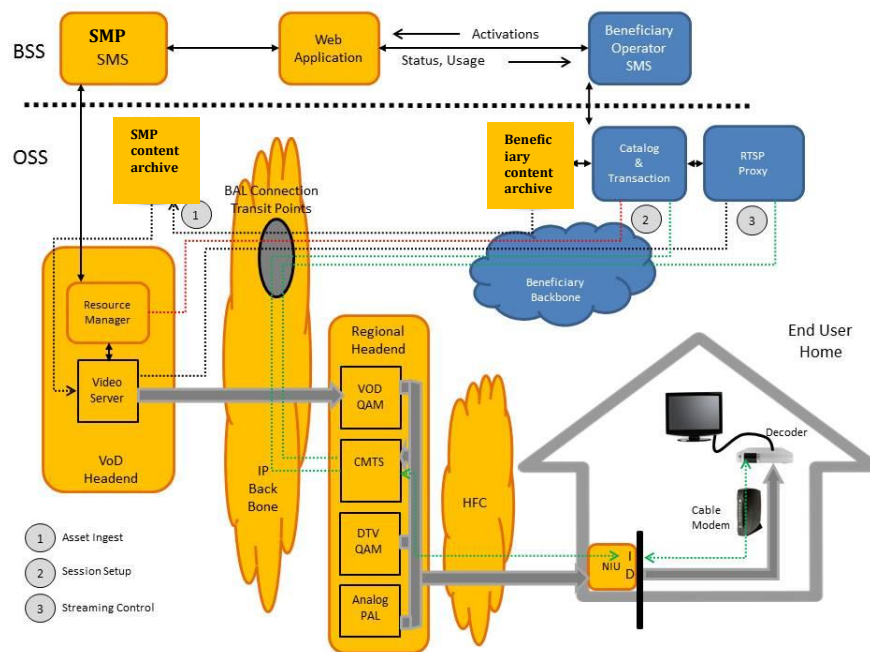 BSS
SMP
SMS
Web
Application
Activations
Status, Usage
Beneficiary
Operator
SMS
OSS
SMP
content
archive
1
BAL Connection
Transit Points
Benefic
iary
content
archive
Catalog
&
Transaction
RTSP
Proxy
2
3
Beneficiary
Backbone
Resource
Manager
Video
Server
VoD
Headend
IP
Back
Bone
Regional
Headend
VOD
QAM
CMTS
DTV
QAM
Analog
PAL
HFC
End User
Home
Decoder
Cable
Modem
NIU
I
D
1 Asset Ingest
2 Session Setup
3 Streaming Control